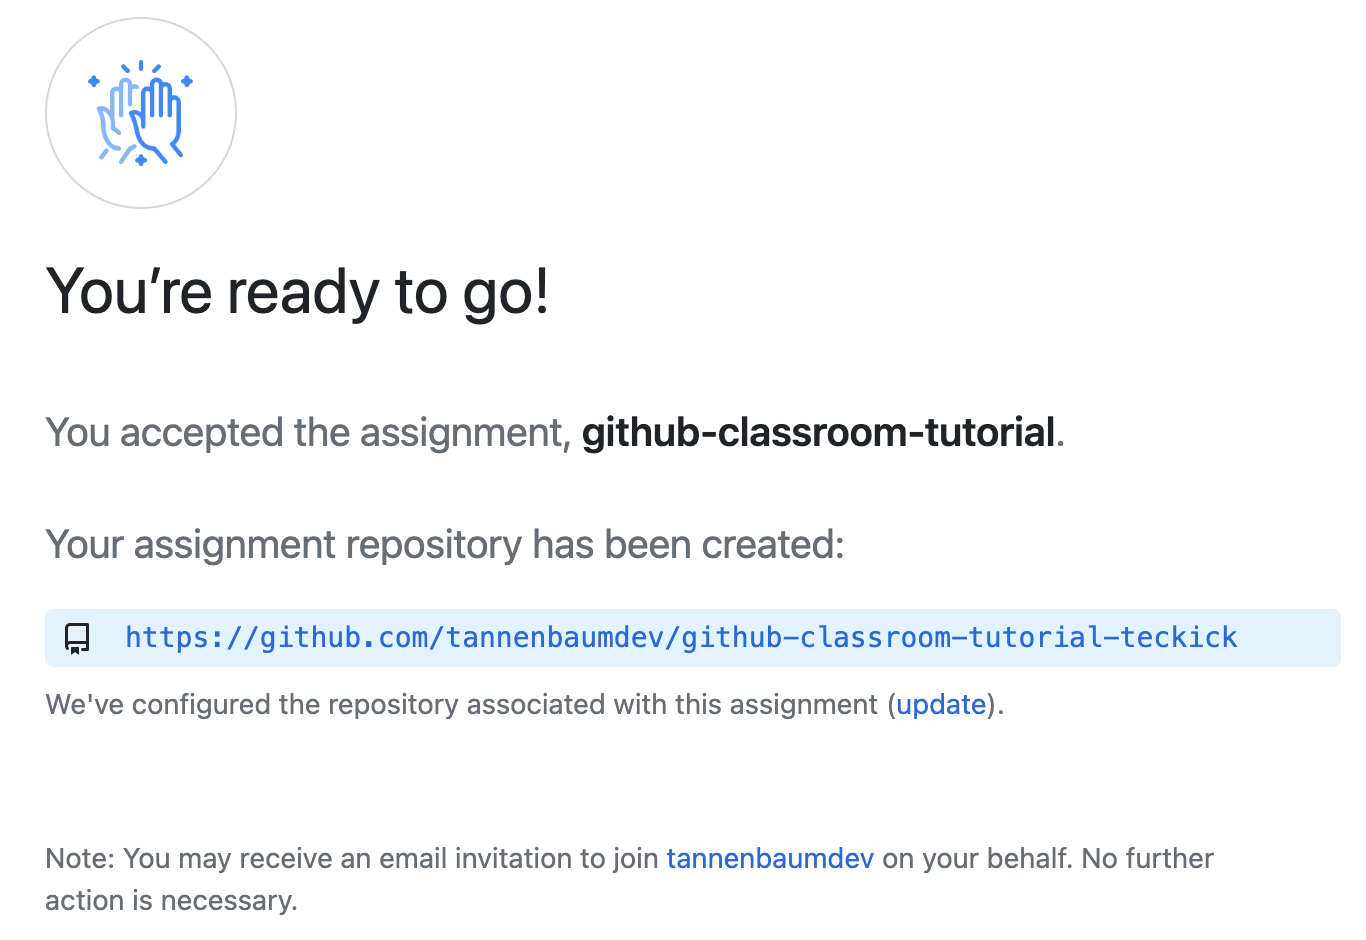 You’re ready to go!
You accepted the assignment, github-classroom-tutorial.
Your assignment repository has been created:
https://github.com/tannenbaumdev/github-classroom-tutorial-teckick
We've configured the repository associated with this assignment (update).
Note: You may receive an email invitation to join tannenbaumdev on your behalf. No further
action is necessary.